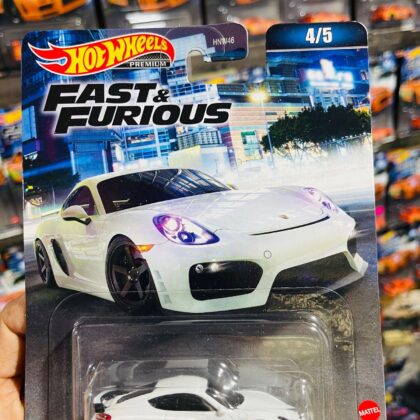 HOT WHEELS
PREMIUM
HNW46
4/5
FAST &
FURIOUS
MATTEL